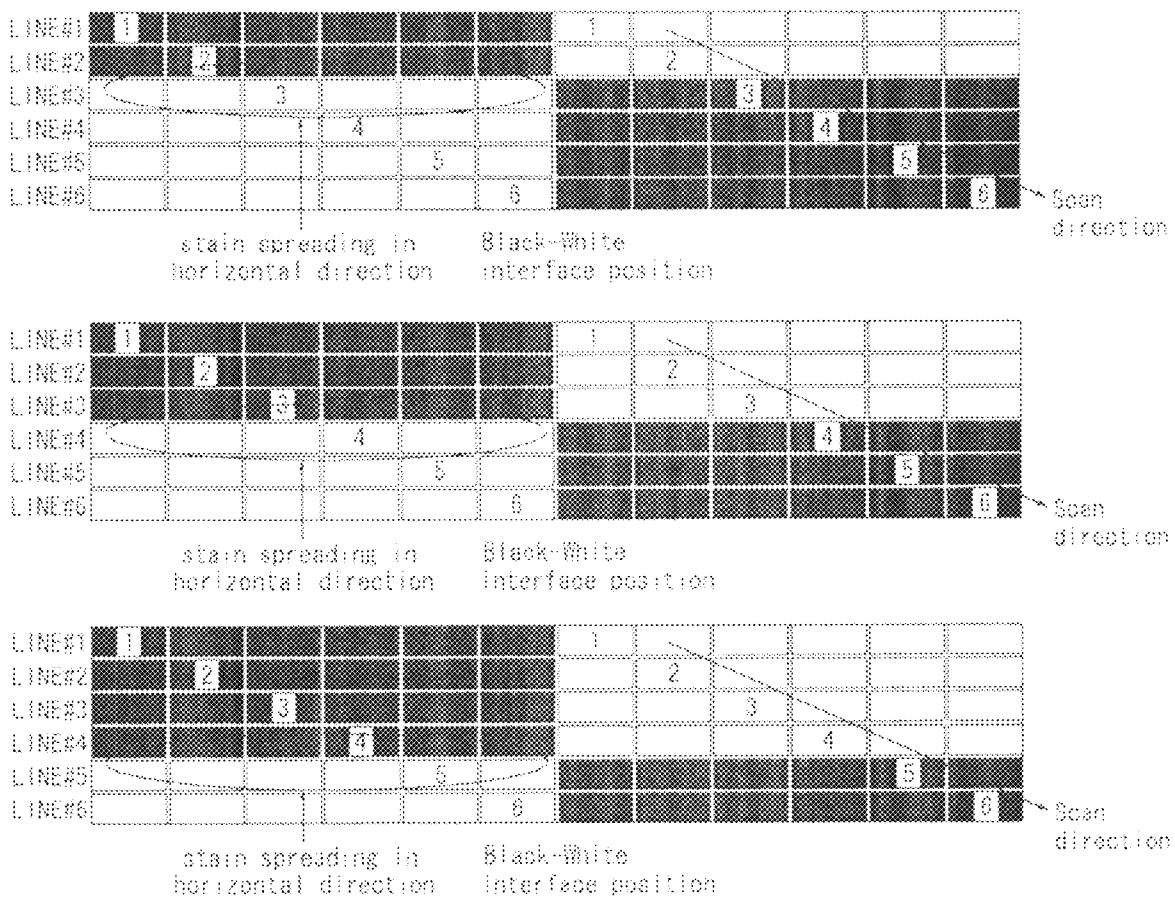 LINE#1 1 1
LINE#2 2 2
LINE#3 3 3
LINE#4 4 4
LINE#5 5 5
LINE#6 6 6
Scan
direction
stain spreading in
horizontal direction
Black-White
interface position
LINE#1 1 1
LINE#2 2 2
LINE#3 3 3
LINE#4 4 4
LINE#5 5 5
LINE#6 6 6
Scan
direction
stain spreading in
horizontal direction
Black-White
interface position
LINE#1 1 1
LINE#2 2 2
LINE#3 3 3
LINE#4 4 4
LINE#5 5 5
LINE#6 6 6
Scan
direction
stain spreading in
horizontal direction
Black-White
interface position